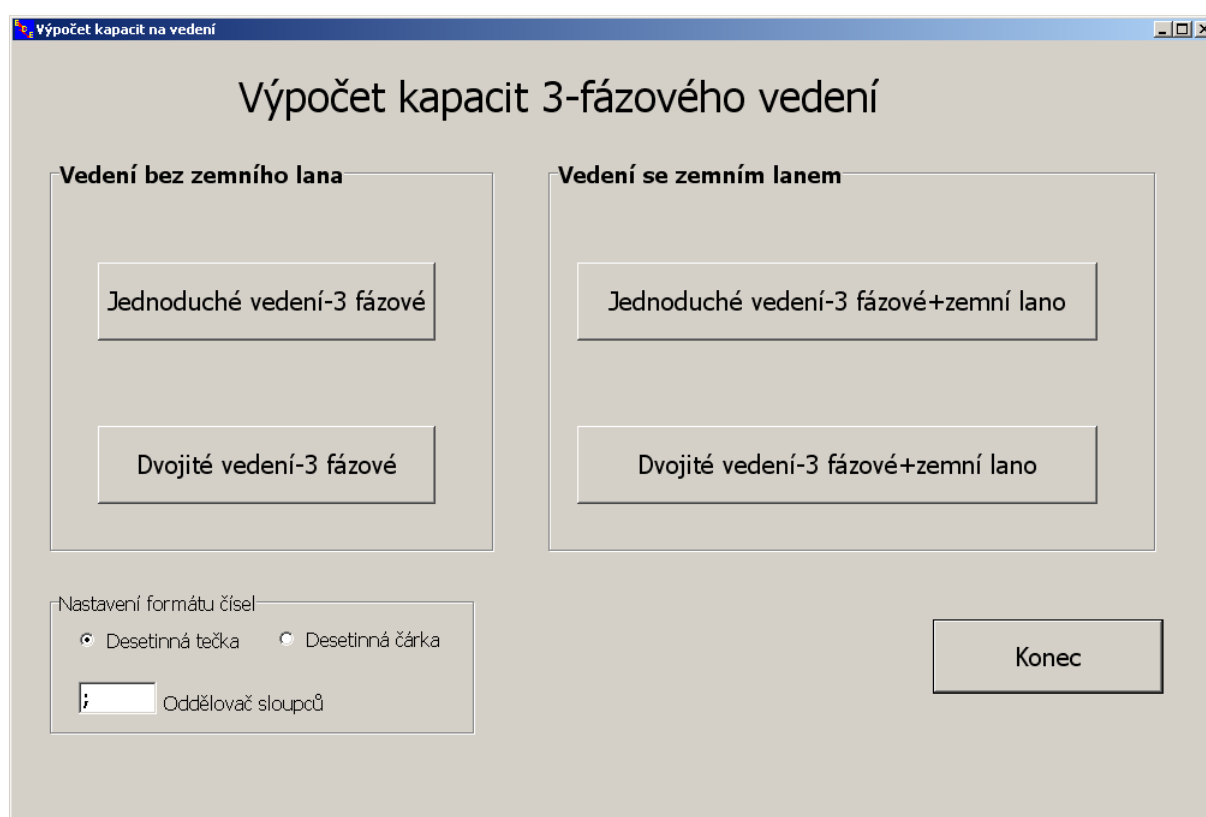 Výpočet kapacit na vedení
Výpočet kapacit 3-fázového vedení
Vedení bez zemního lana
Jednoduché vedení-3 fázové
Dvojité vedení-3 fázové
Vedení se zemním lanem
Jednoduché vedení-3 fázové+zemní lano
Dvojité vedení-3 fázové+zemní lano
Nastavení formátu čísel
Desetinná tečka Desetinná čárka
; Oddělovač sloupců
Konec